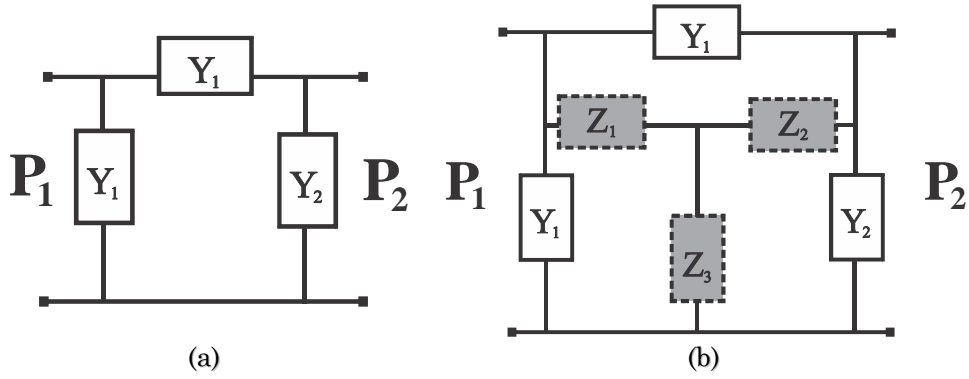 Y₁
Y₁
Y₂
P₁
P₂
(a)
Y₁
Z₁
Z₂
P₁
P₂
Y₁
Y₂
Z₃
(b)